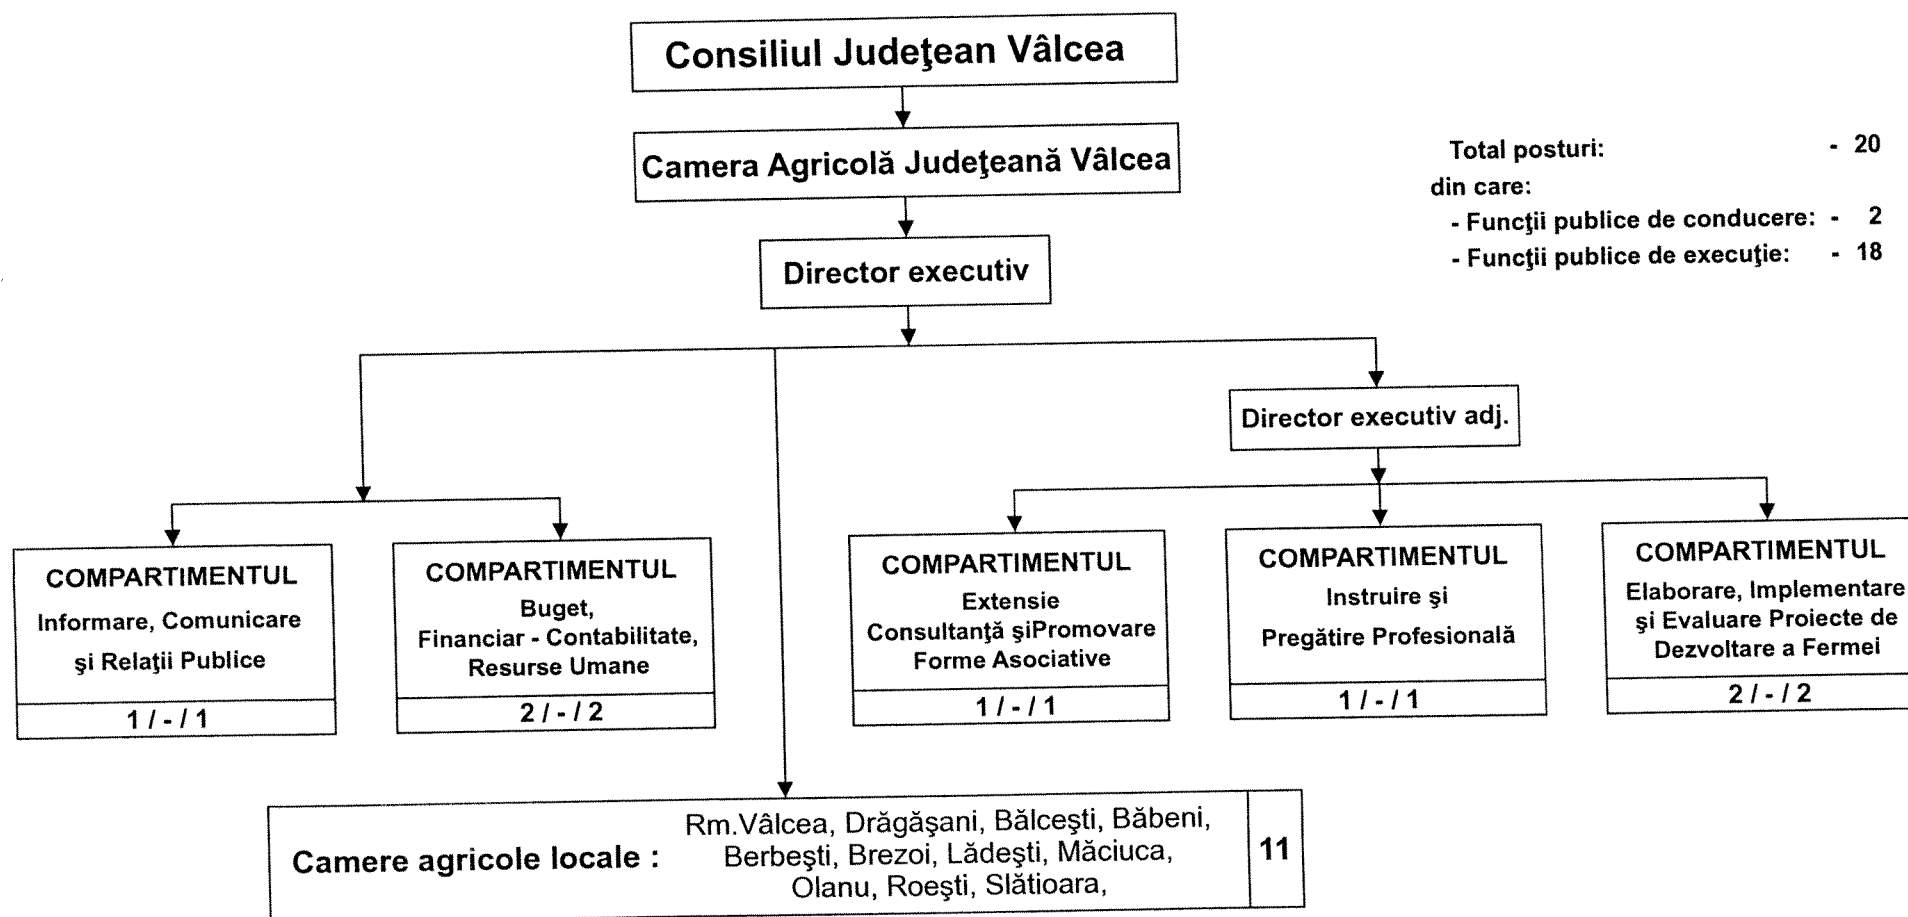 Consiliul Judeţean Vâlcea
Camera Agricolă Judeţeană Vâlcea
Total posturi: - 20
din care:
- Funcţii publice de conducere: - 2
- Funcţii publice de execuţie: - 18
Director executiv
Director executiv adj.
COMPARTIMENTUL
Informare, Comunicare
şi Relaţii Publice
1 / - / 1
COMPARTIMENTUL
Buget,
Financiar - Contabilitate,
Resurse Umane
2 / - / 2
COMPARTIMENTUL
Extensie
Consultanţă şiPromovare
Forme Asociative
1 / - / 1
COMPARTIMENTUL
Instruire şi
Pregătire Profesională
1 / - / 1
COMPARTIMENTUL
Elaborare, Implementare
şi Evaluare Proiecte de
Dezvoltare a Fermei
2 / - / 2
Camere agricole locale :
Rm.Vâlcea, Drăgăşani, Bălceşti, Băbeni,
Berbeşti, Brezoi, Lădeşti, Măciuca,
Olanu, Roeşti, Slătioara,
11